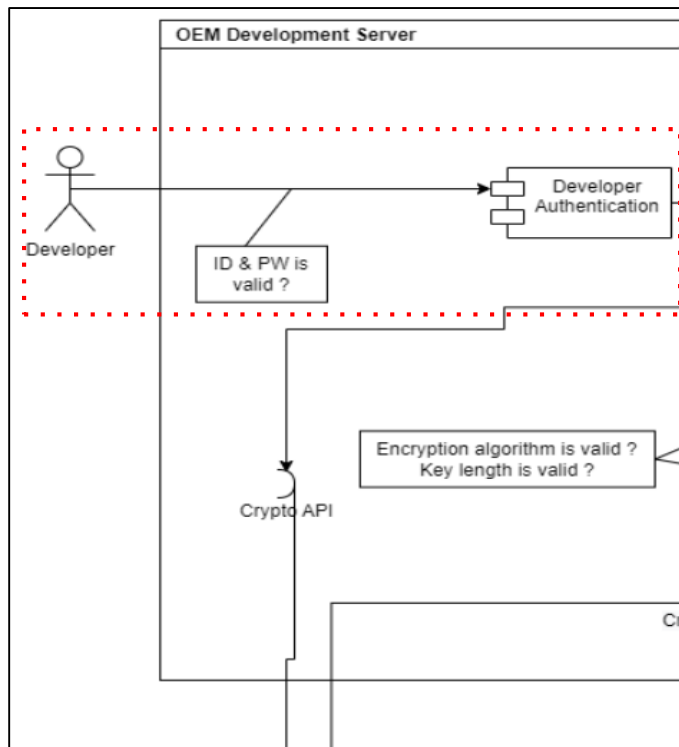 OEM Development Server
Developer
Authentication
Developer
ID & PW is
valid ?
Encryption algorithm is valid ?
Key length is valid ?
Crypto API